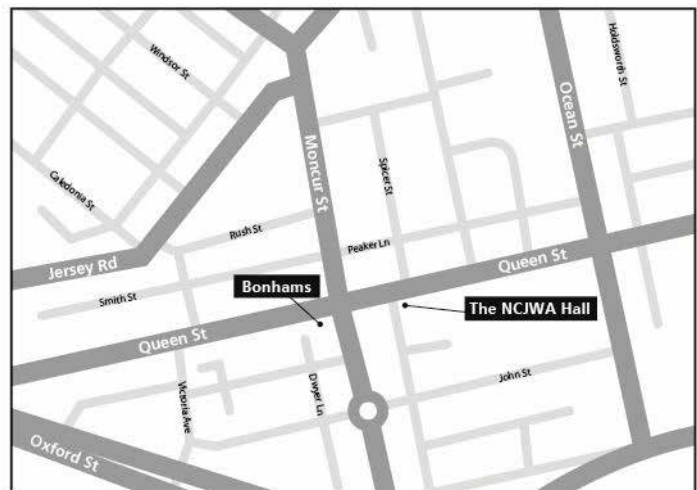 Windsor St
Holdsworth St
Ocean St
Moncur St
Spicer St
Caledonia St
Rush St
Peaker Ln
Jersey Rd
Queen St
Smith St
Bonhams
The NCJWA Hall
Queen St
John St
Victoria Ave
Dwyer Ln
Oxford St